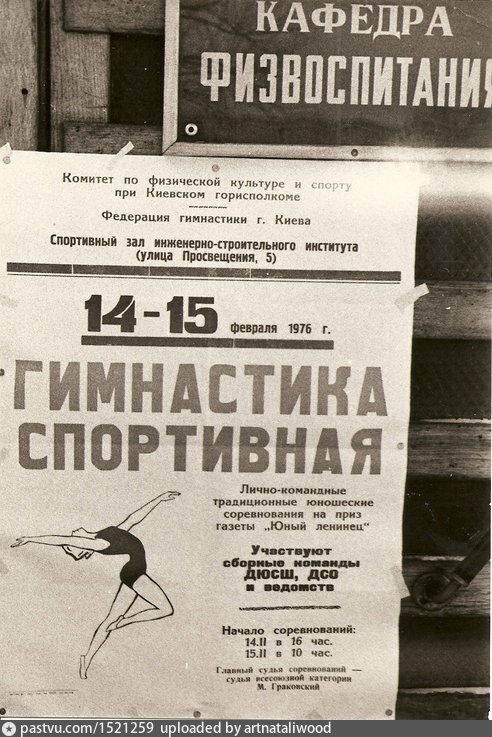 КАФЕДРА
ФИЗВОСПИТАНИЯ
Комитет по физической культуре и спорту
при Киевском горисполкоме
Федерация гимнастики г. Киева
Спортивный зал инженерно-строительного института
(улица Просвещения, 5)
14-15 февраля 1976 г.
ГИМНАСТИКА
СПОРТИВНАЯ
Лично-командные
традиционные юношеские
соревнования на приз
газеты „Юный ленинец"
Участвуют
сборные команды
ДЮСШ, ДСО
и ведомств
Начало соревнований:
14.II в 16 час.
15.II в 10 час.
Главный судья соревнований —
судья всесоюзной категории
М. Граковский
pastvu.com/1521259 uploaded by artnataliwood